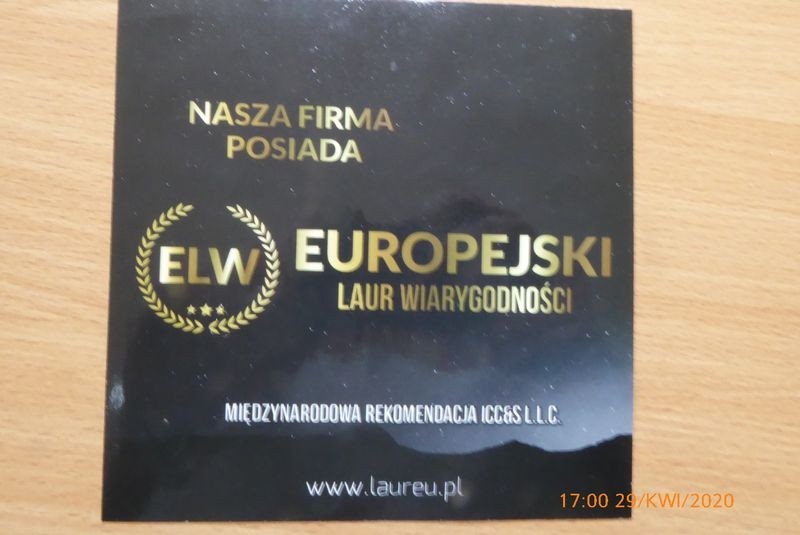 NASZA FIRMA
POSIADA
ELW
EUROPEJSKI
LAUR WIARYGODNOŚCI
MIĘDZYNARODOWA REKOMENDACJA ICC&S L.L.C.
www.laureu.pl
17:00 29/KWI/2020